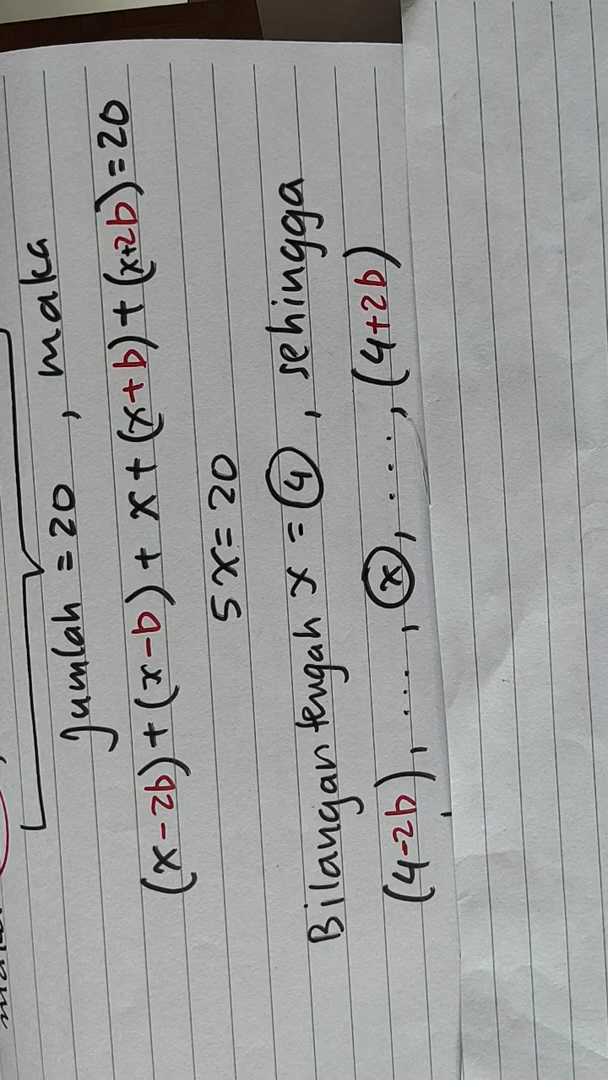 Jumlah = 20 , maka
(x-2b)+(x-b)+x+(x+b)+(x+2b)=20
5x=20
Bilangan tengah x = 4 , sehingga
(4-2b), ...., x, ...., (4+2b)